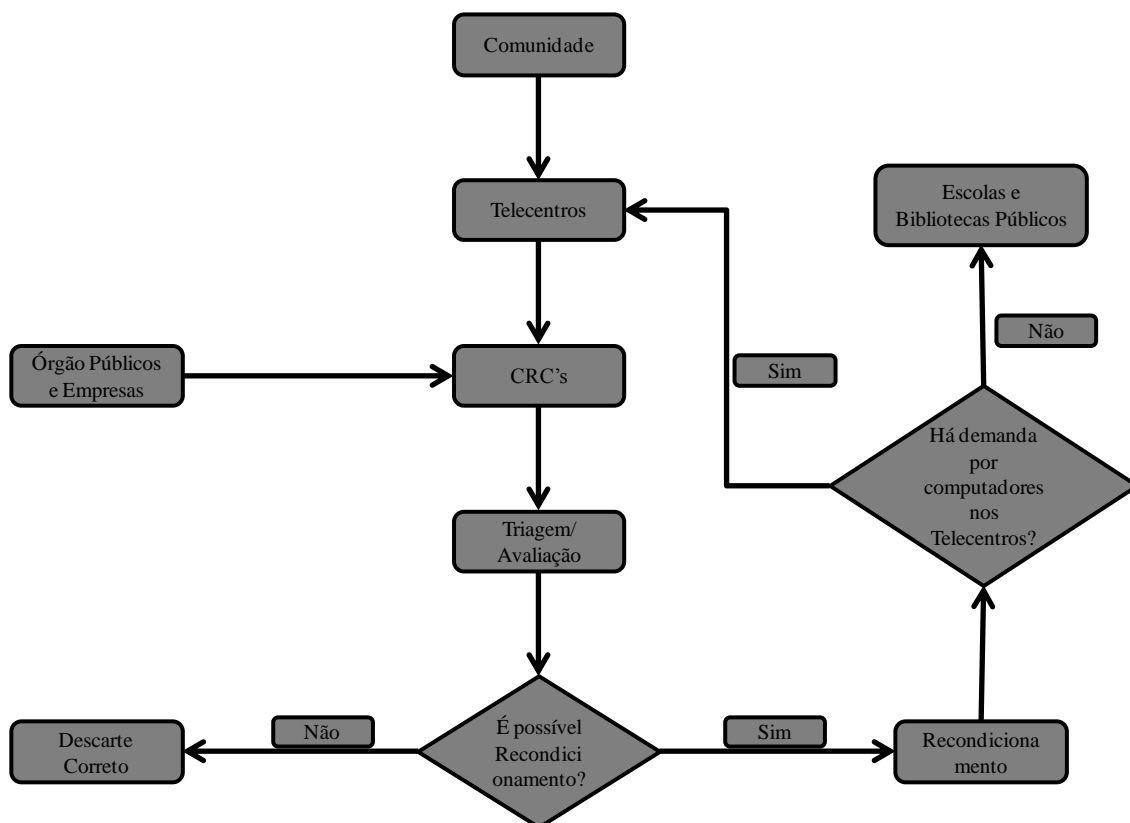 Comunidade
Telecentros
Escolas e
Bibliotecas Públicos
Não
Órgão Públicos
e Empresas
CRC’s
Sim
Há demanda
por
computadores
nos
Telecentros?
Triagem/
Avaliação
Não
É possível
Recondici
onamento?
Sim
Descarte
Correto
Recondiciona
mento